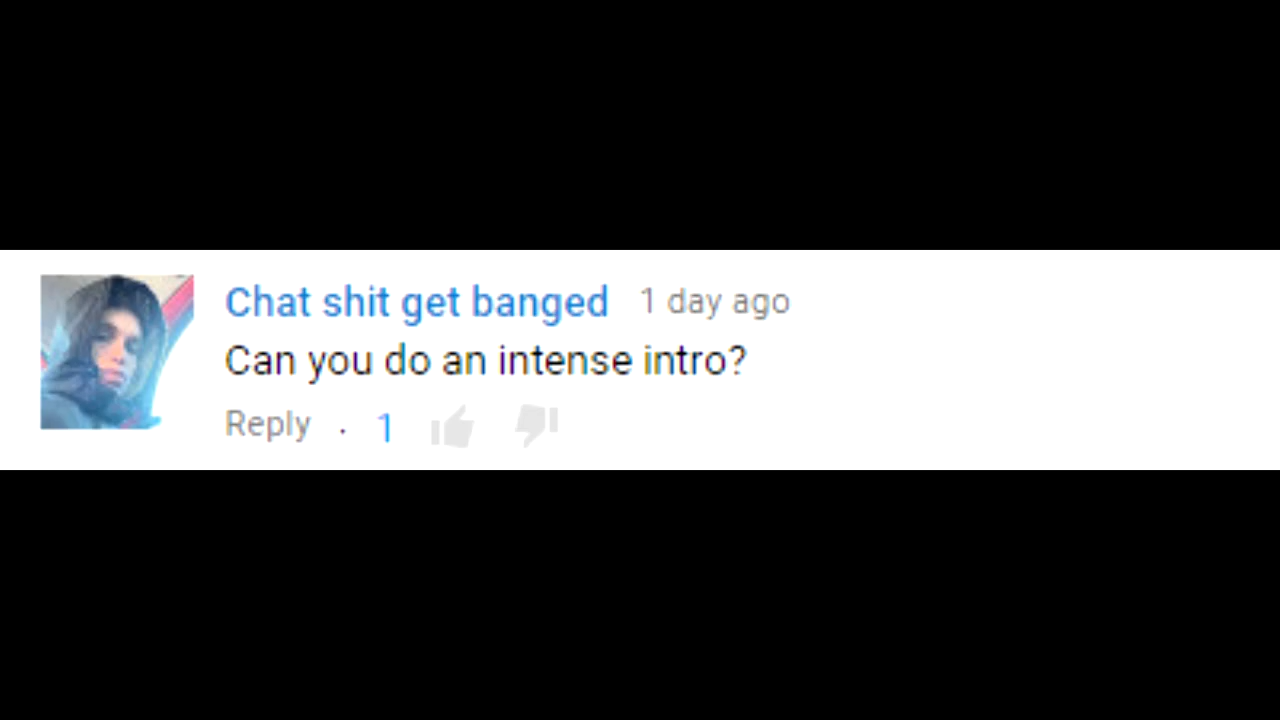 Chat shit get banged 1 day ago
Can you do an intense intro?
Reply · 1